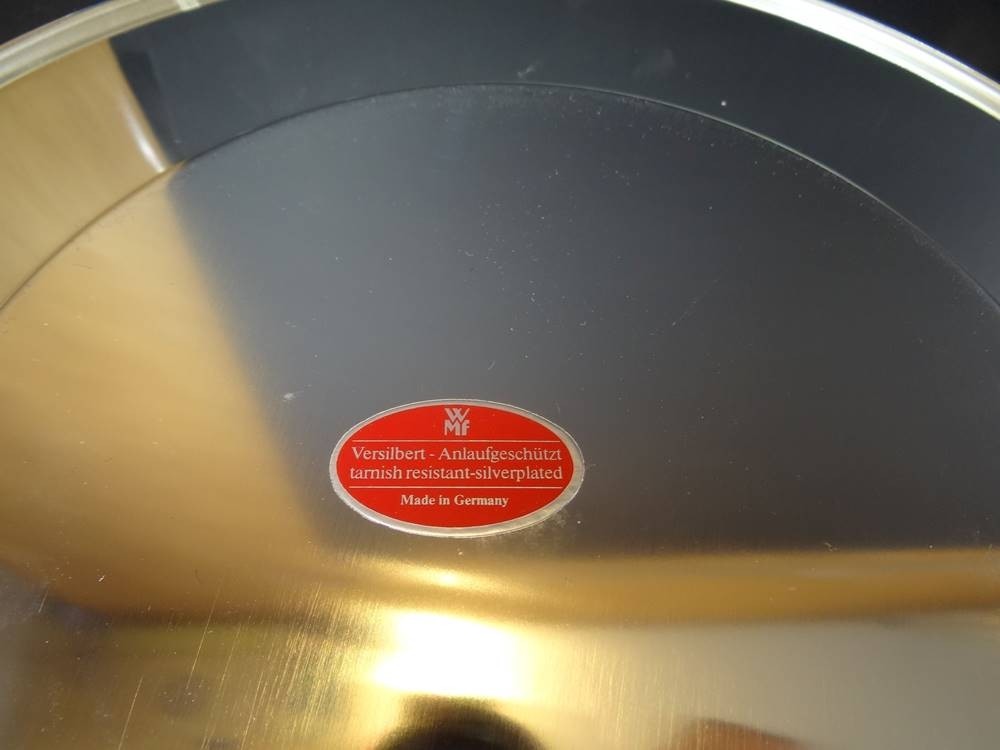 WMF
Versilbert - Anlaufgeschützt
tarnish resistant-silverplated
Made in Germany